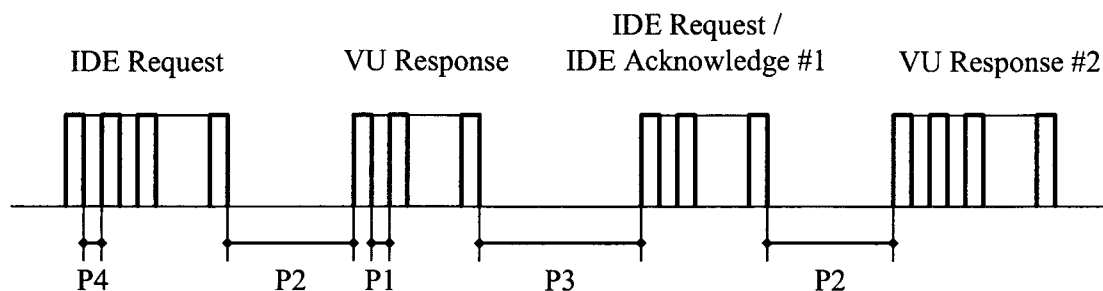 IDE Request
VU Response
IDE Request /
IDE Acknowledge #1
VU Response #2
P4
P2
P1
P3
P2